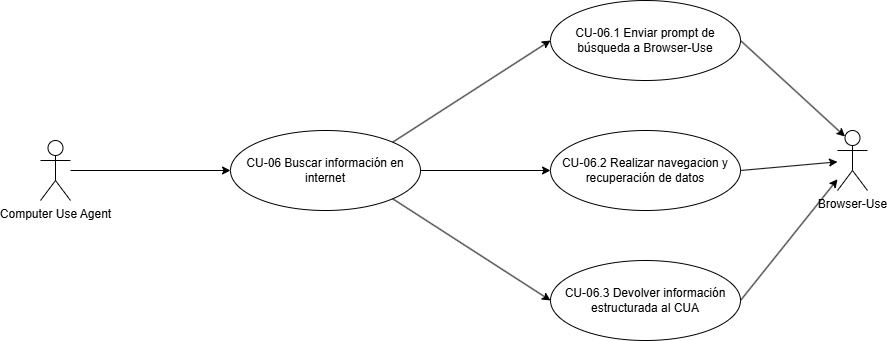 CU-06.1 Enviar prompt de
búsqueda a Browser-Use
CU-06 Buscar información en
internet
CU-06.2 Realizar navegacion y
recuperación de datos
Computer Use Agent
Browser-Use
CU-06.3 Devolver información
estructurada al CUA